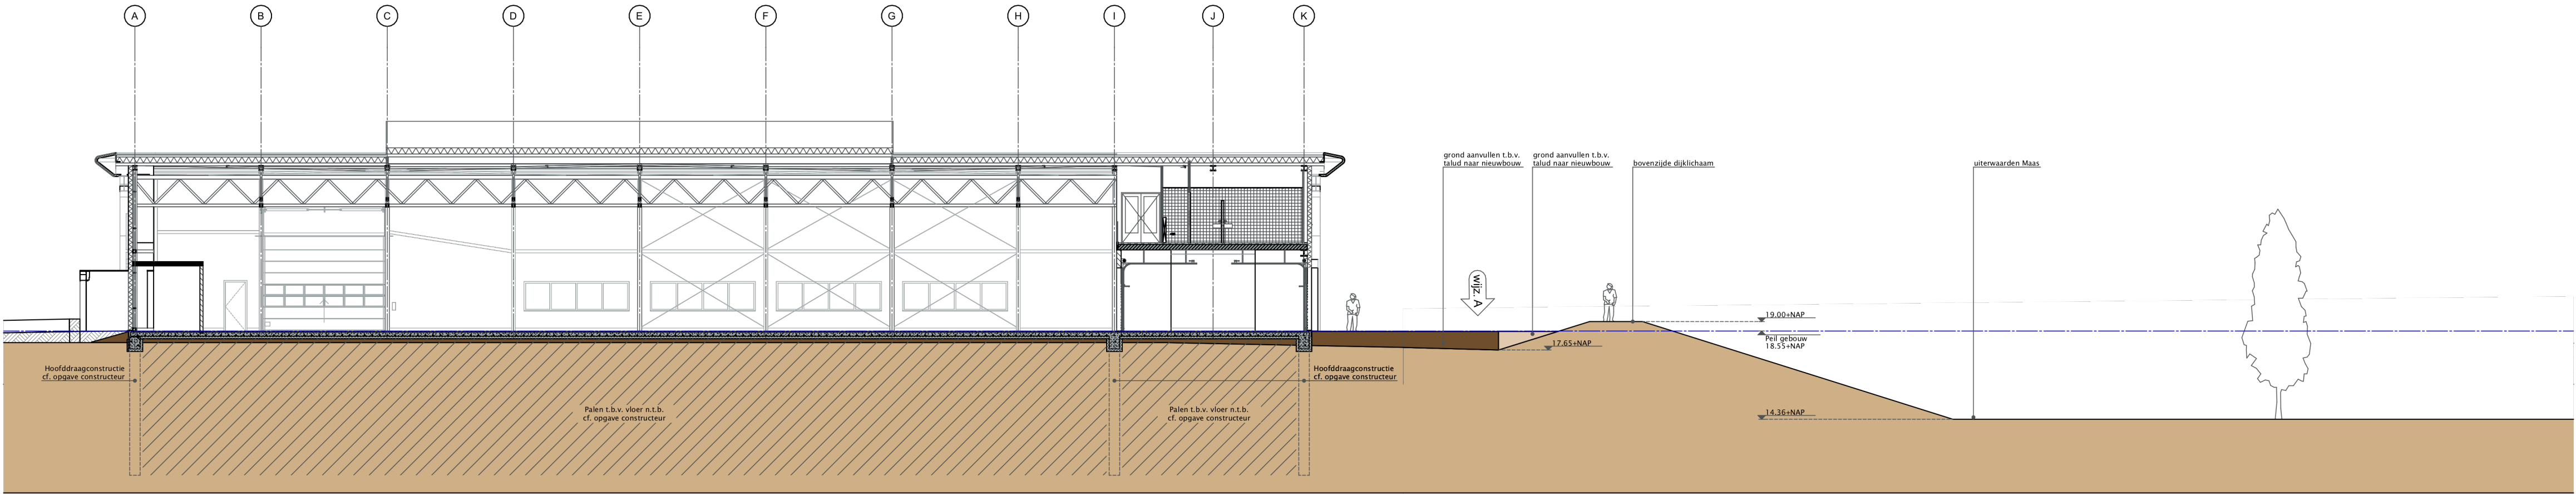 A
B
C
D
E
F
G
H
I
J
K
grond aanvullen t.b.v.
talud naar nieuwbouw
grond aanvullen t.b.v.
talud naar nieuwbouw
bovenzijde dijklichaam
uiterwaarden Maas
wijz. A
19.00+NAP
Peil gebouw
18.55+NAP
17.65+NAP
14.36+NAP
Hoofddraagconstructie
cf. opgave constructeur
Hoofddraagconstructie
cf. opgave constructeur
Palen t.b.v. vloer n.t.b.
cf. opgave constructeur
Palen t.b.v. vloer n.t.b.
cf. opgave constructeur